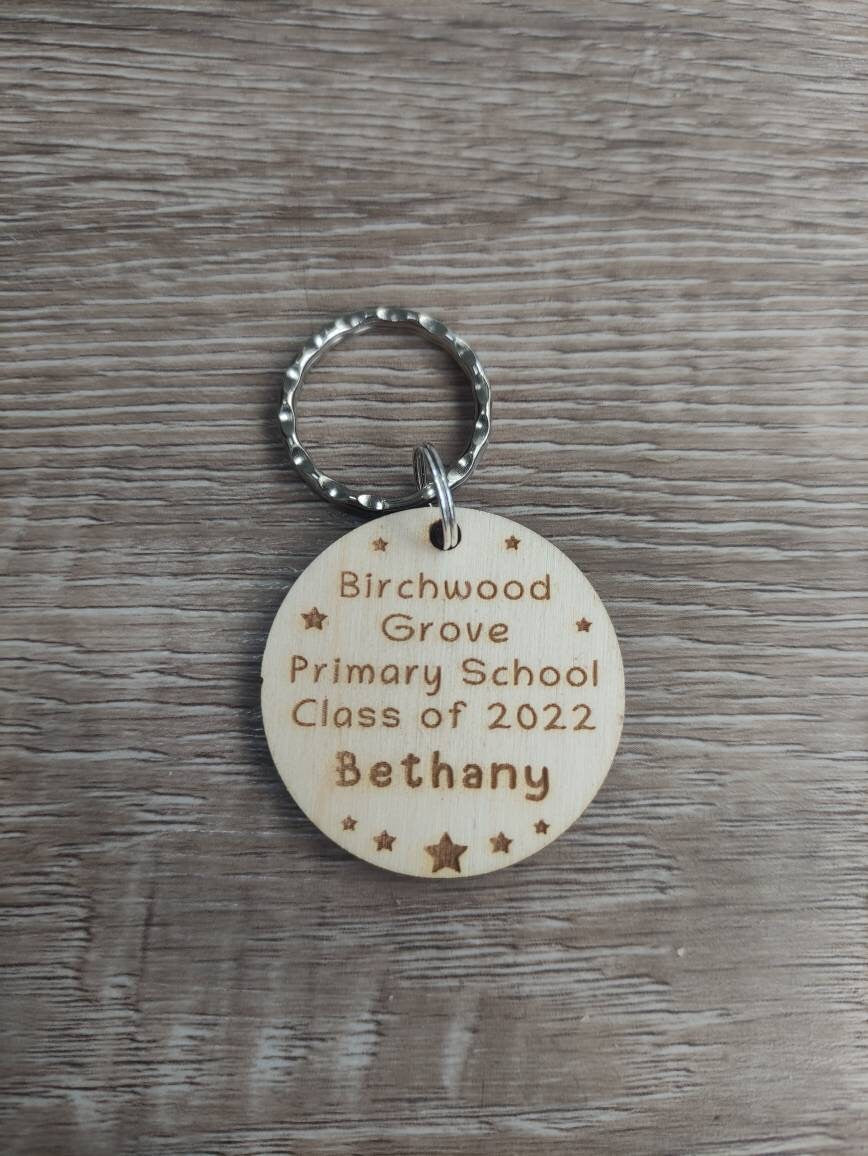 Birchwood
Grove
Primary School
Class of 2022
Bethany